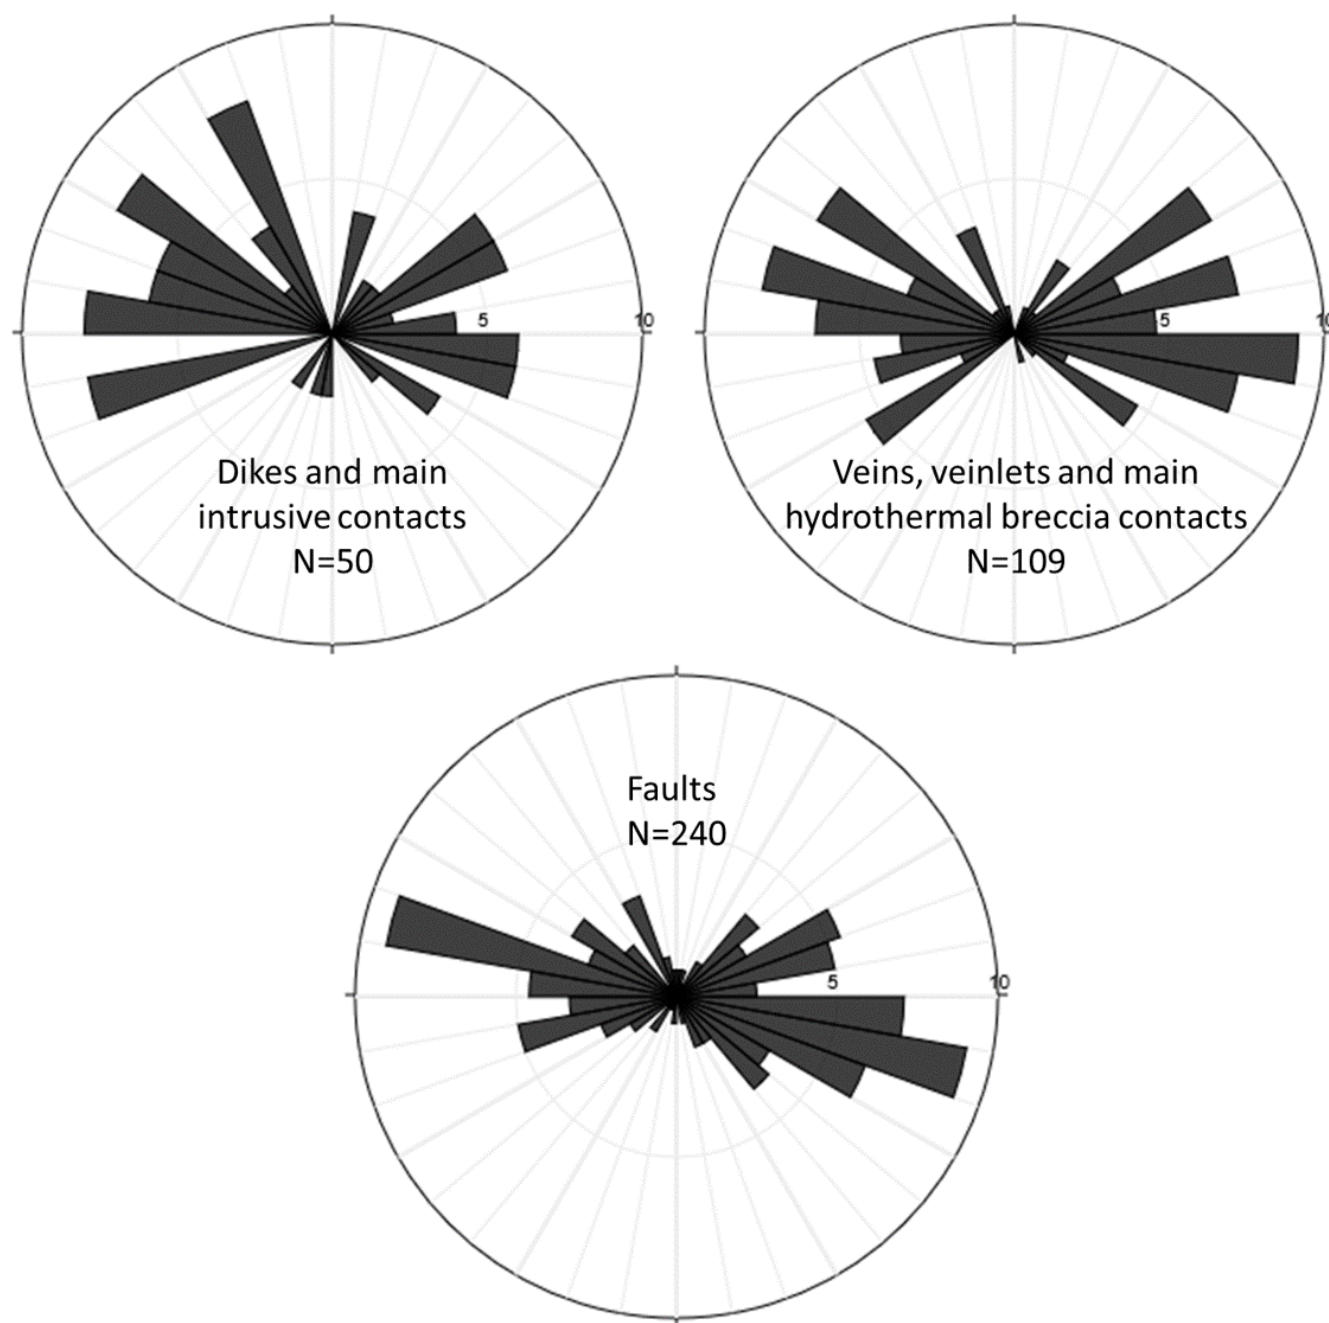 5
10
Dikes and main
intrusive contacts
N=50
5
10
Veins, veinlets and main
hydrothermal breccia contacts
N=109
Faults
N=240
5
10